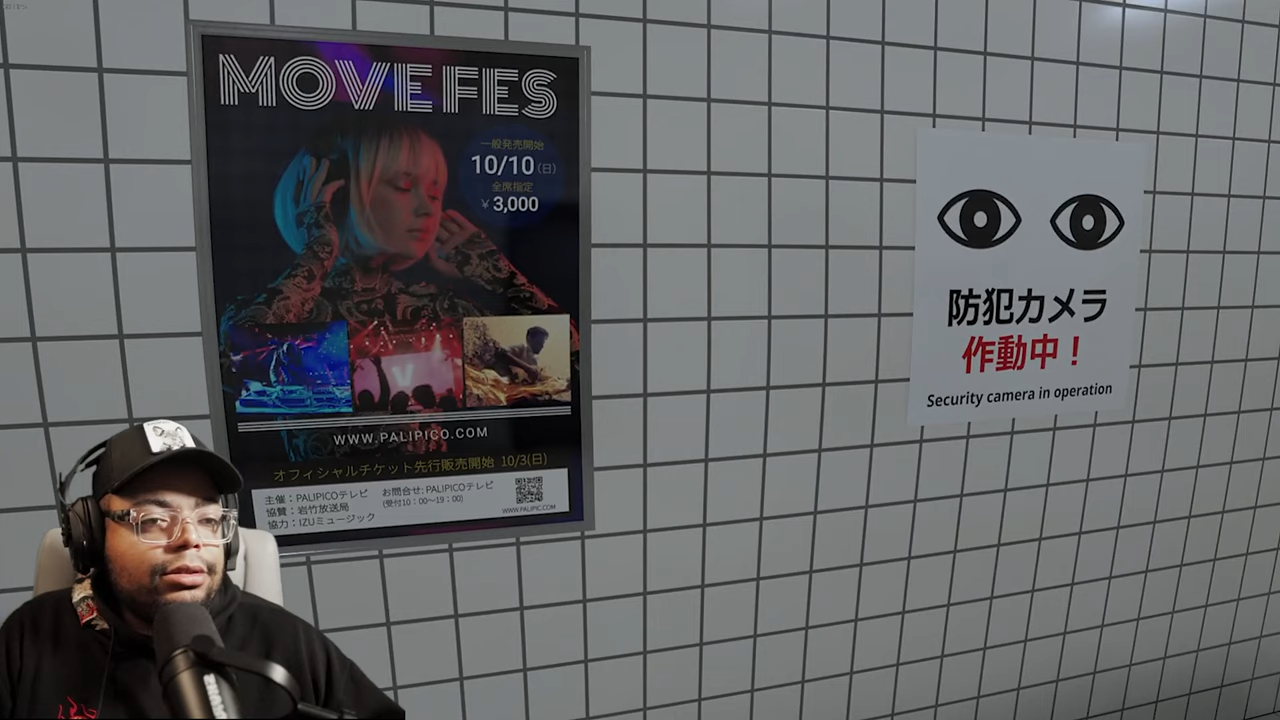 MOVE FES
一般発売開始
10/10(日)
全席指定
¥3,000
V
WWW.PALIPICO.COM
オフィシャルチケット先行販売開始 10/3(日)
主催：PALIPICOテレビ
協賛：岩竹放送局
協力：IZUミュージック
お問合せ: PALIPICOテレビ
(受付10：00〜19：00)
WWW.PALIPIC.COM
防犯カメラ
作動中！
Security camera in operation